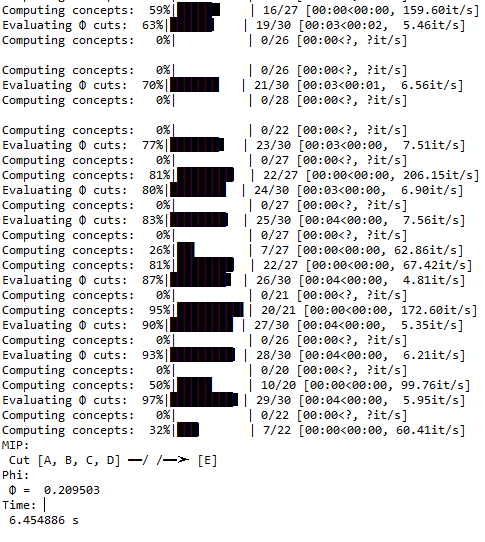 Computing concepts:  59%|██████    | 16/27 [00:00<00:00, 159.60it/s]
Evaluating Φ cuts:  63%|██████    | 19/30 [00:03<00:02,  5.46it/s]
Computing concepts:   0%|          | 0/26 [00:00<?, ?it/s]
Computing concepts:   0%|          | 0/26 [00:00<?, ?it/s]
Evaluating Φ cuts:  70%|███████   | 21/30 [00:03<00:01,  6.56it/s]
Computing concepts:   0%|          | 0/28 [00:00<?, ?it/s]
Computing concepts:   0%|          | 0/22 [00:00<?, ?it/s]
Evaluating Φ cuts:  77%|████████  | 23/30 [00:03<00:00,  7.51it/s]
Computing concepts:   0%|          | 0/27 [00:00<?, ?it/s]
Computing concepts:  81%|████████  | 22/27 [00:00<00:00, 206.15it/s]
Evaluating Φ cuts:  80%|████████  | 24/30 [00:03<00:00,  6.90it/s]
Computing concepts:   0%|          | 0/27 [00:00<?, ?it/s]
Evaluating Φ cuts:  83%|████████  | 25/30 [00:04<00:00,  7.56it/s]
Computing concepts:   0%|          | 0/27 [00:00<?, ?it/s]
Computing concepts:  26%|███       | 7/27 [00:00<00:00, 62.86it/s]
Computing concepts:  81%|████████  | 22/27 [00:00<00:00, 67.42it/s]
Evaluating Φ cuts:  87%|█████████ | 26/30 [00:04<00:00,  4.81it/s]
Computing concepts:   0%|          | 0/21 [00:00<?, ?it/s]
Computing concepts:  95%|██████████| 20/21 [00:00<00:00, 172.60it/s]
Evaluating Φ cuts:  90%|█████████ | 27/30 [00:04<00:00,  5.35it/s]
Computing concepts:   0%|          | 0/26 [00:00<?, ?it/s]
Evaluating Φ cuts:  93%|█████████ | 28/30 [00:04<00:00,  6.21it/s]
Computing concepts:   0%|          | 0/20 [00:00<?, ?it/s]
Computing concepts:  50%|█████     | 10/20 [00:00<00:00, 99.76it/s]
Evaluating Φ cuts:  97%|██████████| 29/30 [00:04<00:00,  5.95it/s]
Computing concepts:   0%|          | 0/22 [00:00<?, ?it/s]
Computing concepts:  32%|███       | 7/22 [00:00<00:00, 60.41it/s]
MIP:
Cut [A, B, C, D] ──/ /──➤ [E]
Phi:
Φ =  0.209503
Time:
6.454886 s